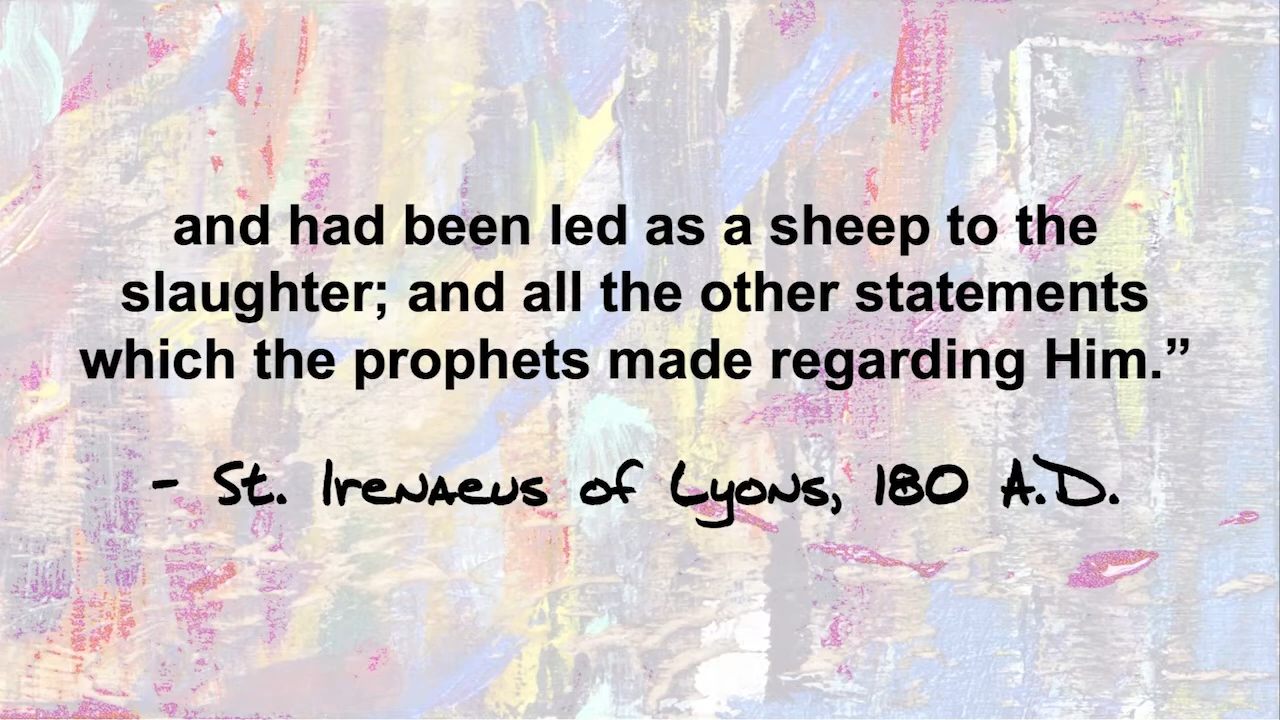 and had been led as a sheep to the
slaughter; and all the other statements
which the prophets made regarding Him.”
- St. Irenaeus of Lyons, 180 A.D.